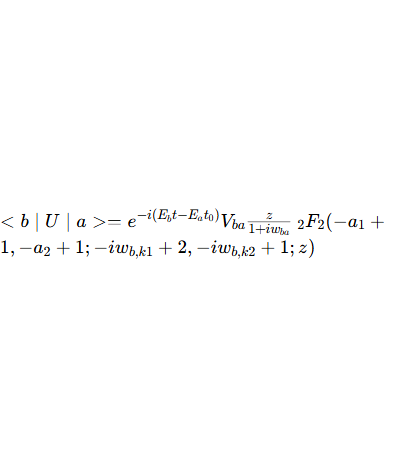 < b | U | a >= e^{-i(E_b t-E_a t_0)} V_{ba} \frac{z}{1+iw_{ba}} {}_2F_2(-a_1 +
1, -a_2 + 1; -iw_{b,k1} + 2, -iw_{b,k2} + 1; z)